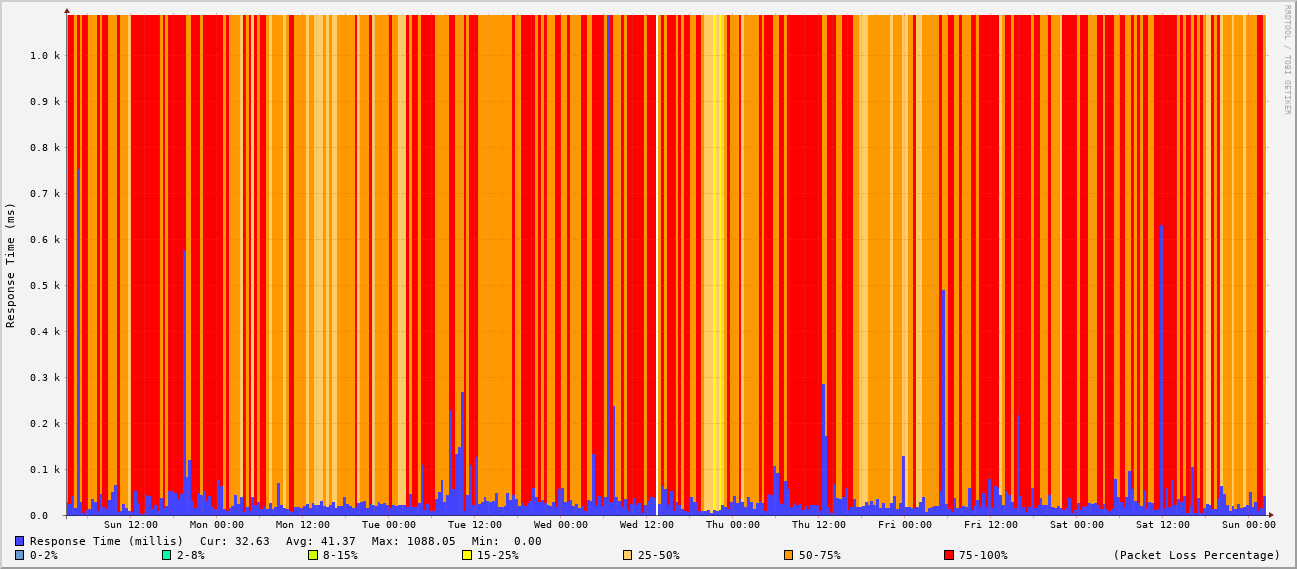 RRDTOOL / TOBI OETIKER
Response Time (ms)
1.0 k
0.9 k
0.8 k
0.7 k
0.6 k
0.5 k
0.4 k
0.3 k
0.2 k
0.1 k
0.0
Sun 12:00 Mon 00:00 Mon 12:00 Tue 00:00 Tue 12:00 Wed 00:00 Wed 12:00 Thu 00:00 Thu 12:00 Fri 00:00 Fri 12:00 Sat 00:00 Sat 12:00 Sun 00:00
Response Time (millis) Cur: 32.63 Avg: 41.37 Max: 1088.05 Min: 0.00
0-2% 2-8% 8-15% 15-25% 25-50% 50-75% 75-100% (Packet Loss Percentage)